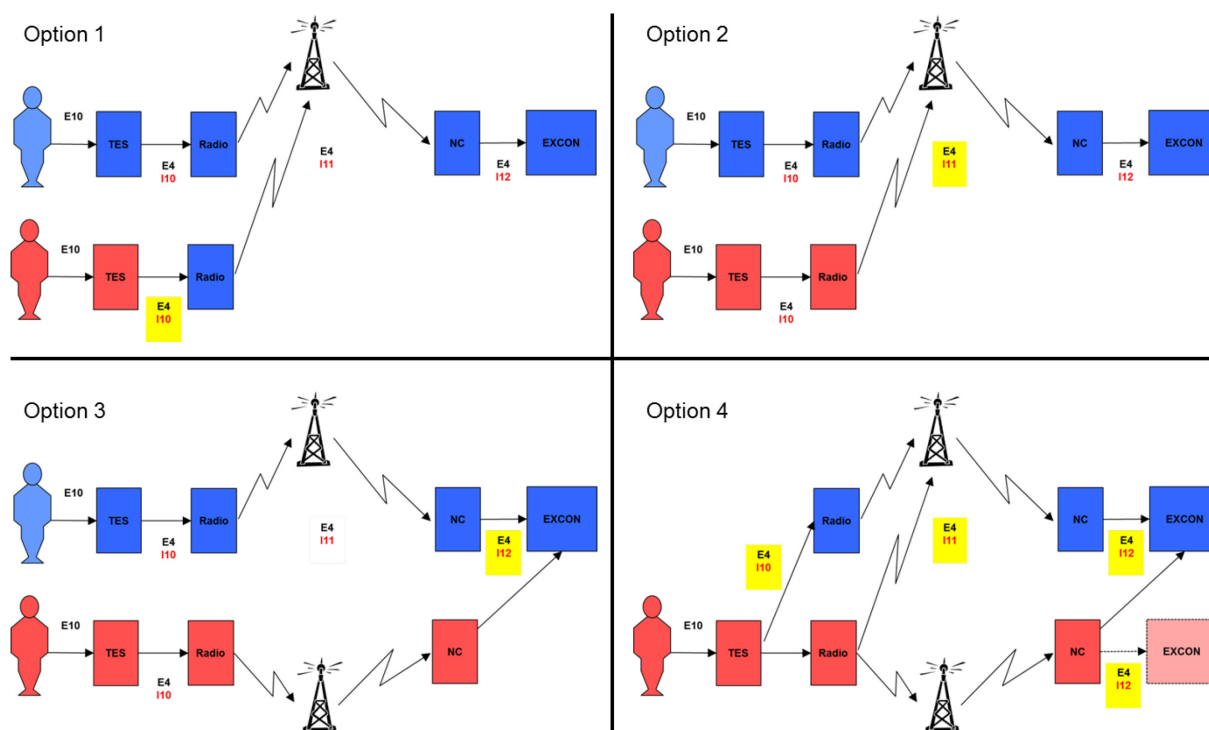 Option 1
E10
TES
E4
I10
Radio
E4
I11
NC
E4
I12
EXCON
E10
TES
E4
I10
Radio
Option 2
E10
TES
E4
I10
Radio
E4
I11
NC
E4
I12
EXCON
E10
TES
E4
I10
Radio
Option 3
E10
TES
E4
I10
Radio
E4
I11
NC
E4
I12
EXCON
E10
TES
E4
I10
Radio
NC
Option 4
Radio
E4
I10
E4
I11
NC
E4
I12
EXCON
E10
TES
Radio
NC
E4
I12
EXCON